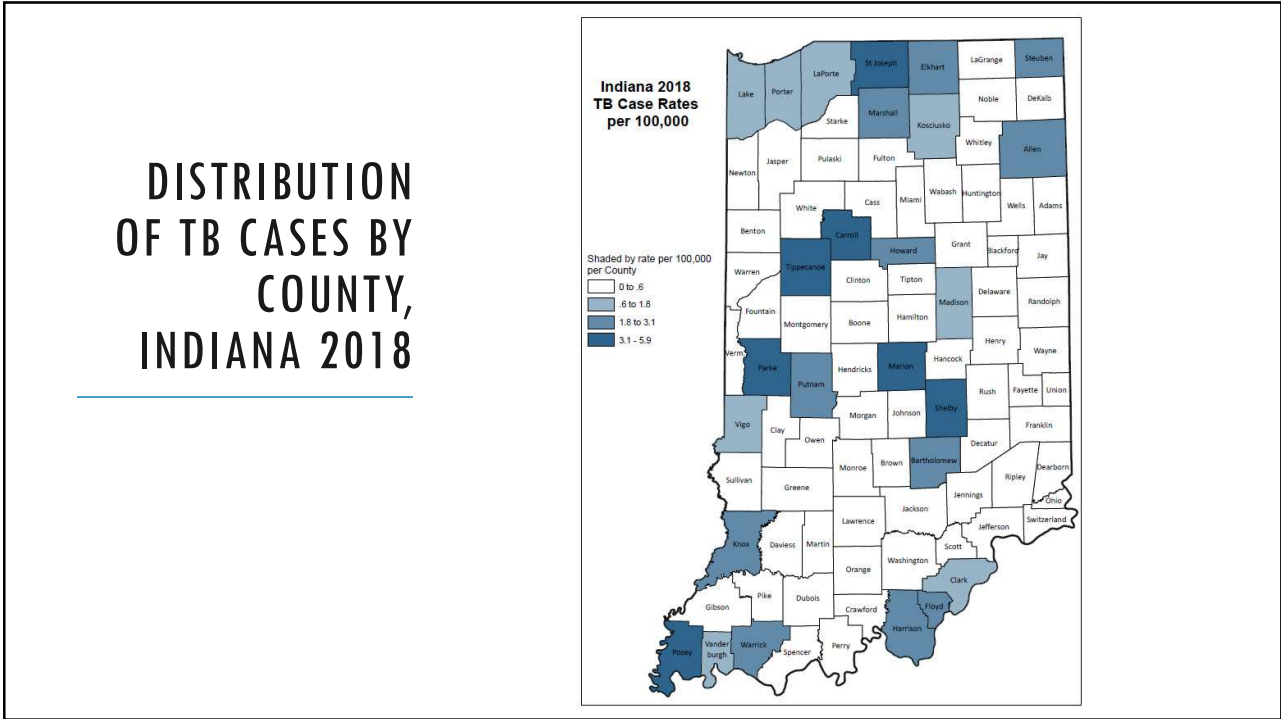 DISTRIBUTION
OF TB CASES BY
COUNTY,
INDIANA 2018
Indiana 2018
TB Case Rates
per 100,000
Shaded by rate per 100,000
per County
0 to .6
.6 to 1.8
1.8 to 3.1
3.1 - 5.9
Lake
Porter
LaPorte
St Joseph
Elkhart
LaGrange
Steuben
Noble
DeKalb
Starke
Marshall
Kosciusko
Whitley
Allen
Newton
Jasper
Pulaski
Fulton
Wabash
Huntington
Miami
Wells
Adams
White
Cass
Benton
Carroll
Howard
Grant
Blackford
Jay
Warren
Tippecanoe
Clinton
Tipton
Madison
Delaware
Randolph
Fountain
Montgomery
Boone
Hamilton
Henry
Wayne
Verm
Parke
Putnam
Hendricks
Marion
Hancock
Rush
Fayette
Union
Vigo
Clay
Owen
Morgan
Johnson
Shelby
Franklin
Decatur
Sullivan
Greene
Monroe
Brown
Bartholomew
Ripley
Dearborn
Jennings
Ohio
Jackson
Lawrence
Jefferson
Switzerland
Knox
Daviess
Martin
Orange
Washington
Scott
Clark
Gibson
Pike
Dubois
Crawford
Floyd
Harrison
Posey
Vander
burgh
Warrick
Spencer
Perry